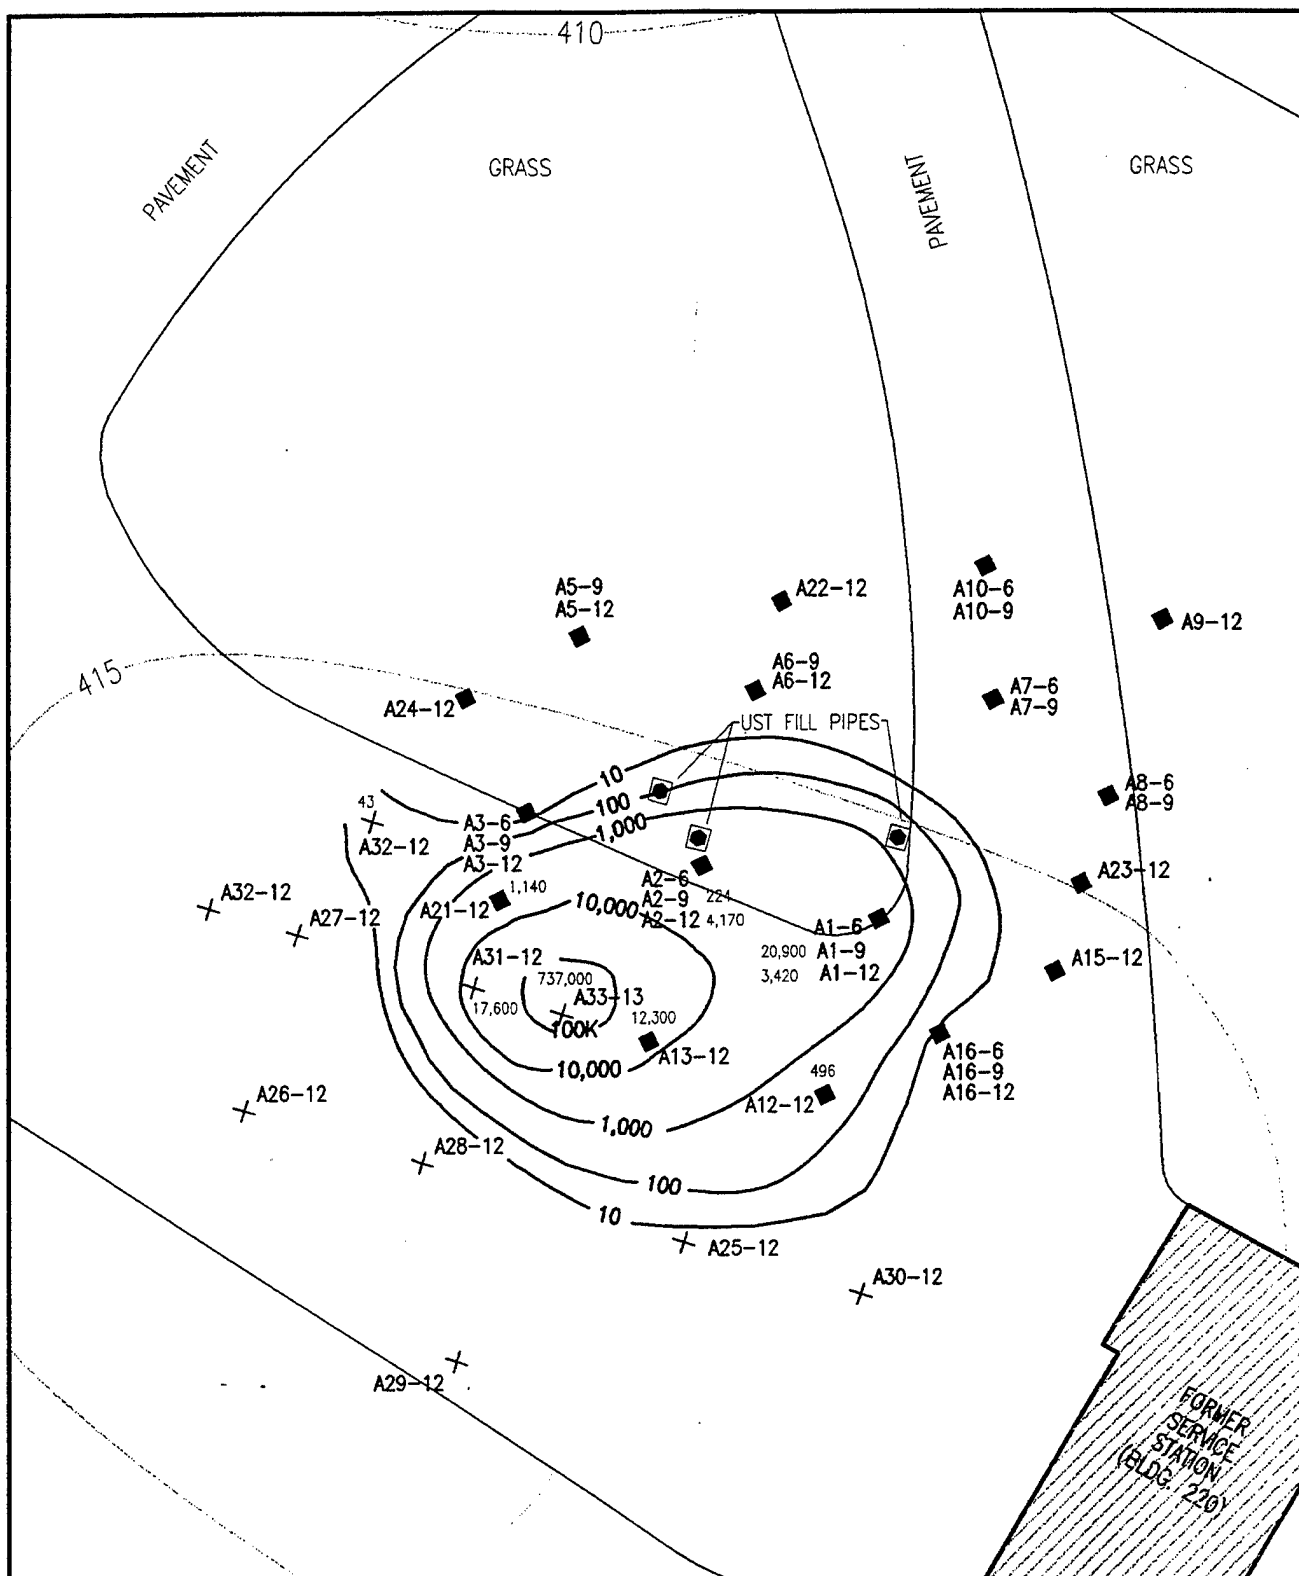 410
PAVEMENT
GRASS
PAVEMENT
GRASS
A5-9
A5-12
A22-12
A10-6
A10-9
A9-12
415
A24-12
A6-9
A6-12
A7-6
A7-9
UST FILL PIPES
10
100
1,000
A8-6
A8-9
43
A32-12
A3-6
A3-9
A3-12
1,140
A21-12
A2-6
A2-9 224
A2-12 4,170
10,000
A23-12
A32-12
A27-12
A1-6
20,900 A1-9
3,420 A1-12
A15-12
A31-12
17,600
737,000
A33-13
100K
12,300
A13-12
10,000
A16-6
A16-9
A16-12
496
A12-12
A26-12
1,000
A28-12
100
10
A25-12
A30-12
A29-12
FORMER
SERVICE
STATION
(BLDG. 220)